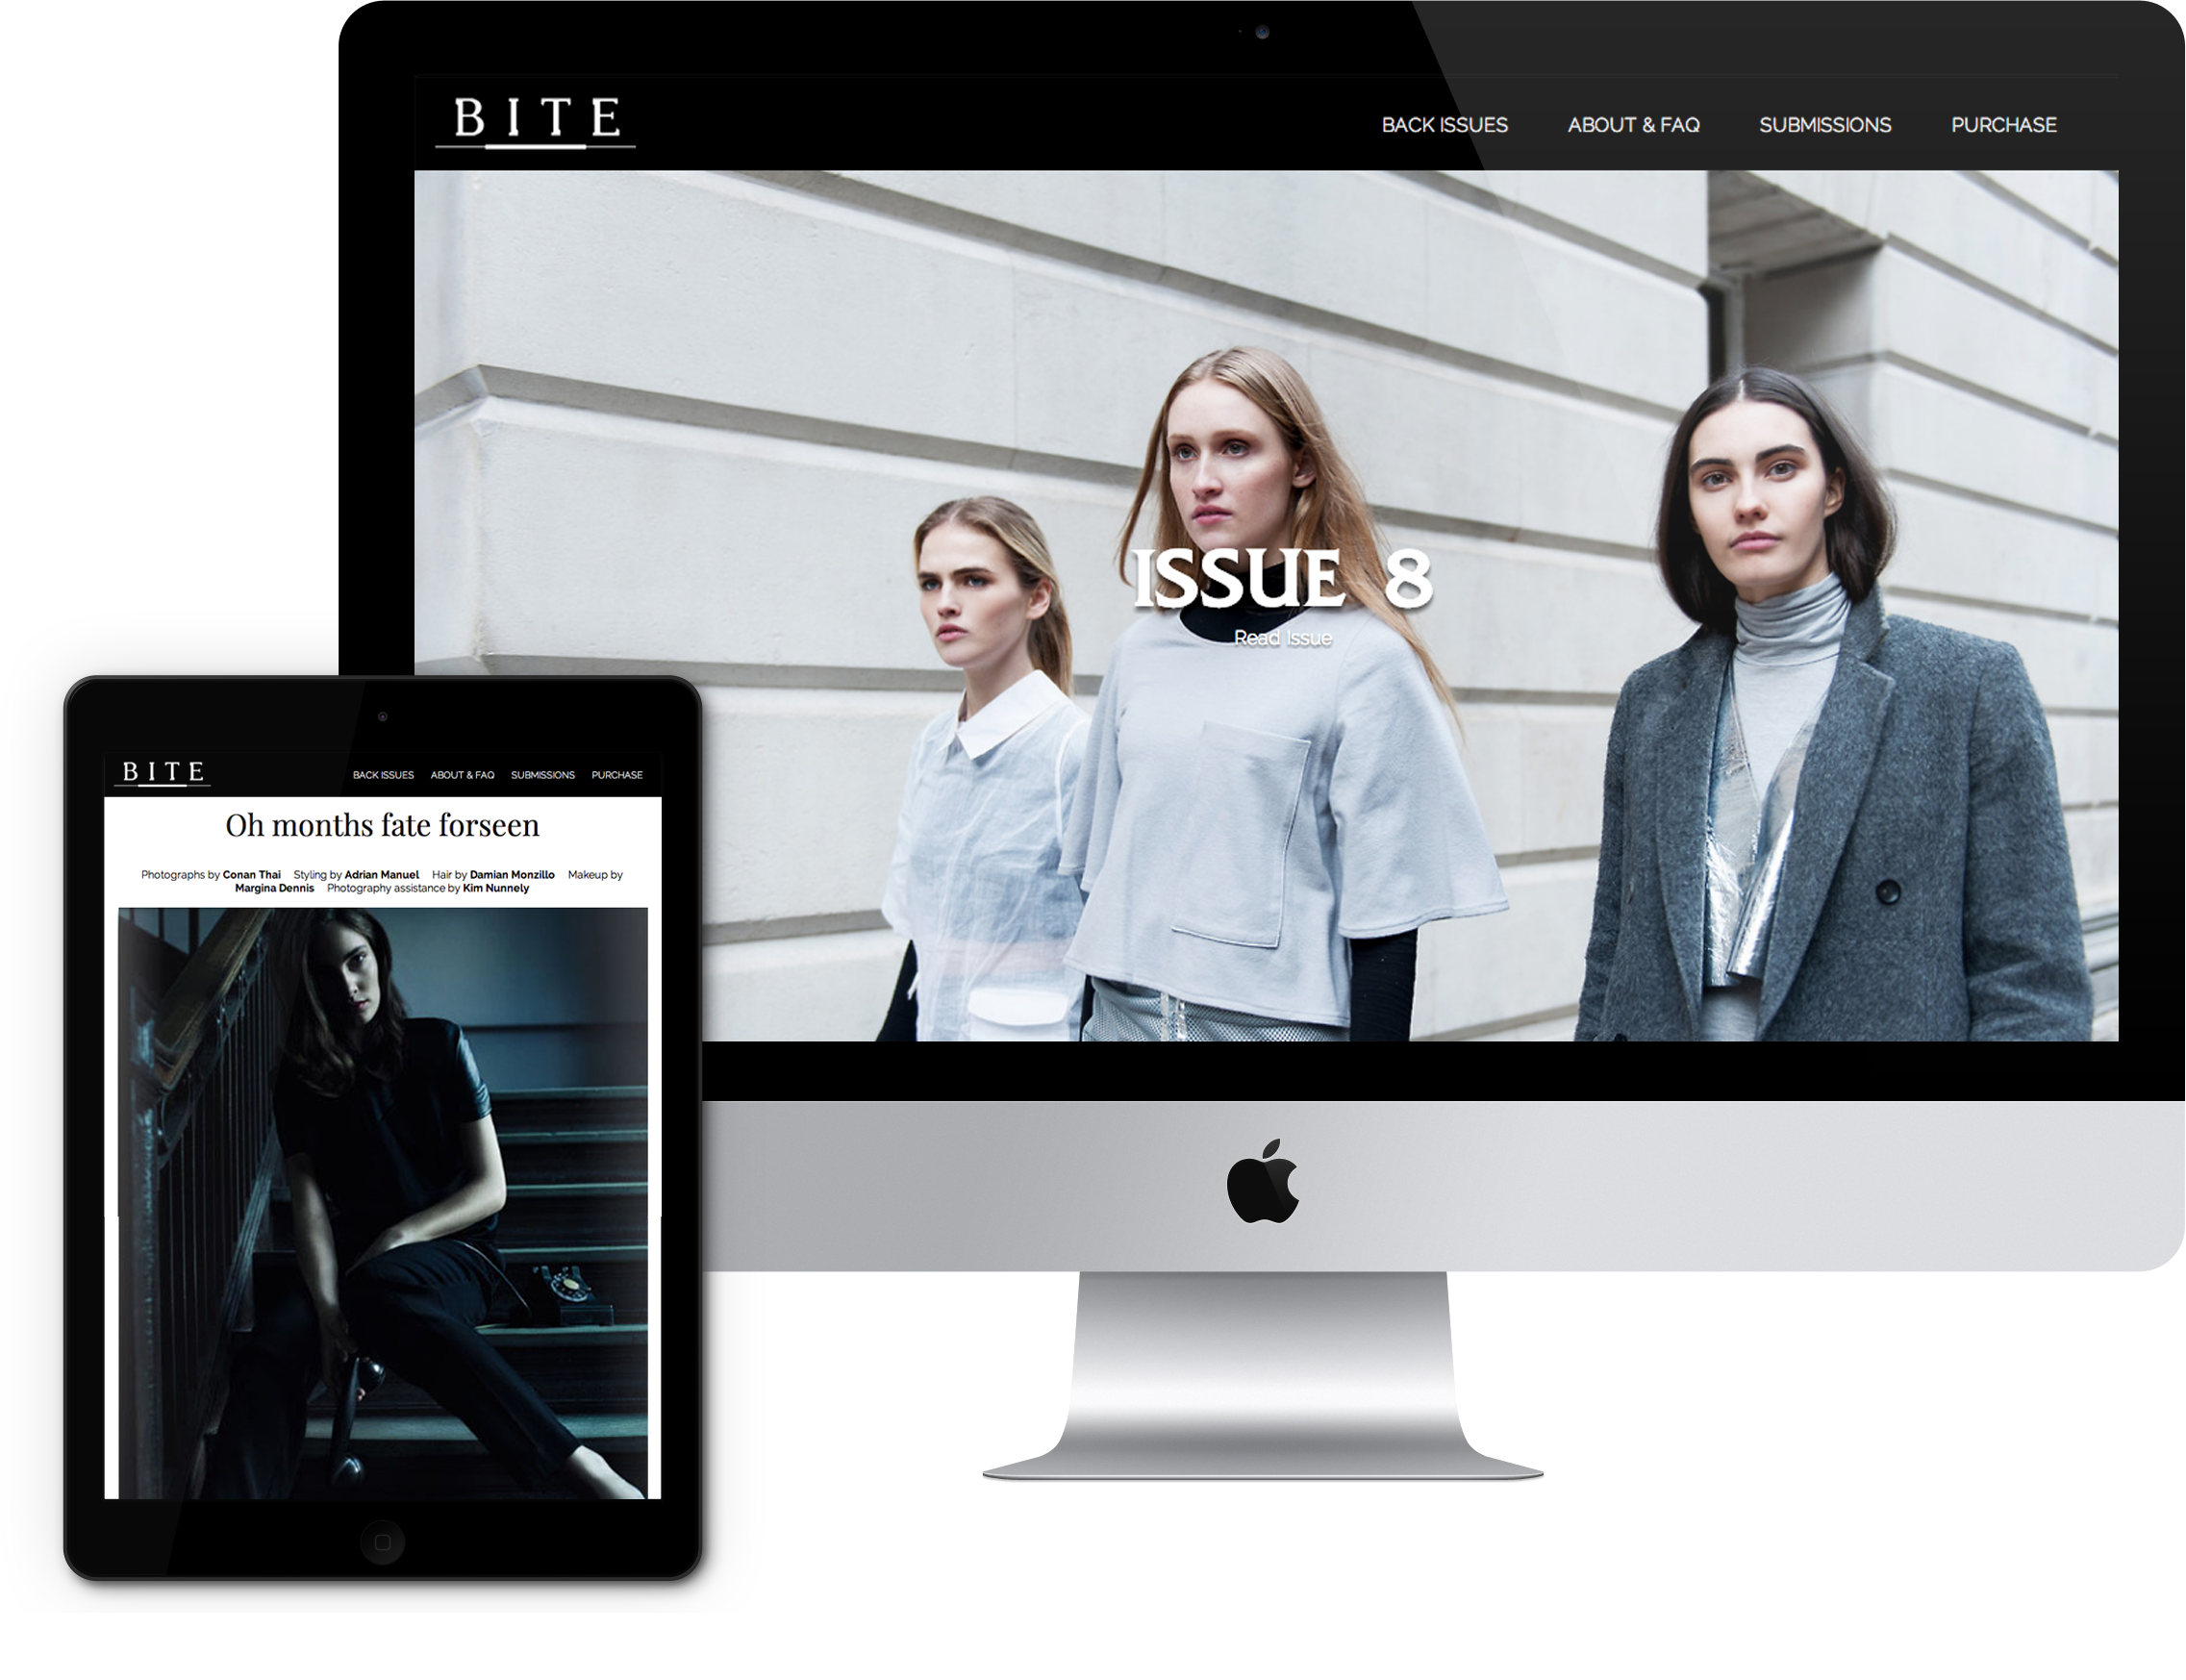 BITE
BACK ISSUES ABOUT & FAQ SUBMISSIONS PURCHASE
ISSUE 8
Read Issue
BITE
BACK ISSUES ABOUT & FAQ SUBMISSIONS PURCHASE
Oh months fate forseen
Photographs by Conan Thai Styling by Adrian Manuel Hair by Damian Monzillo Makeup by
Margina Dennis Photography assistance by Kim Nunnely